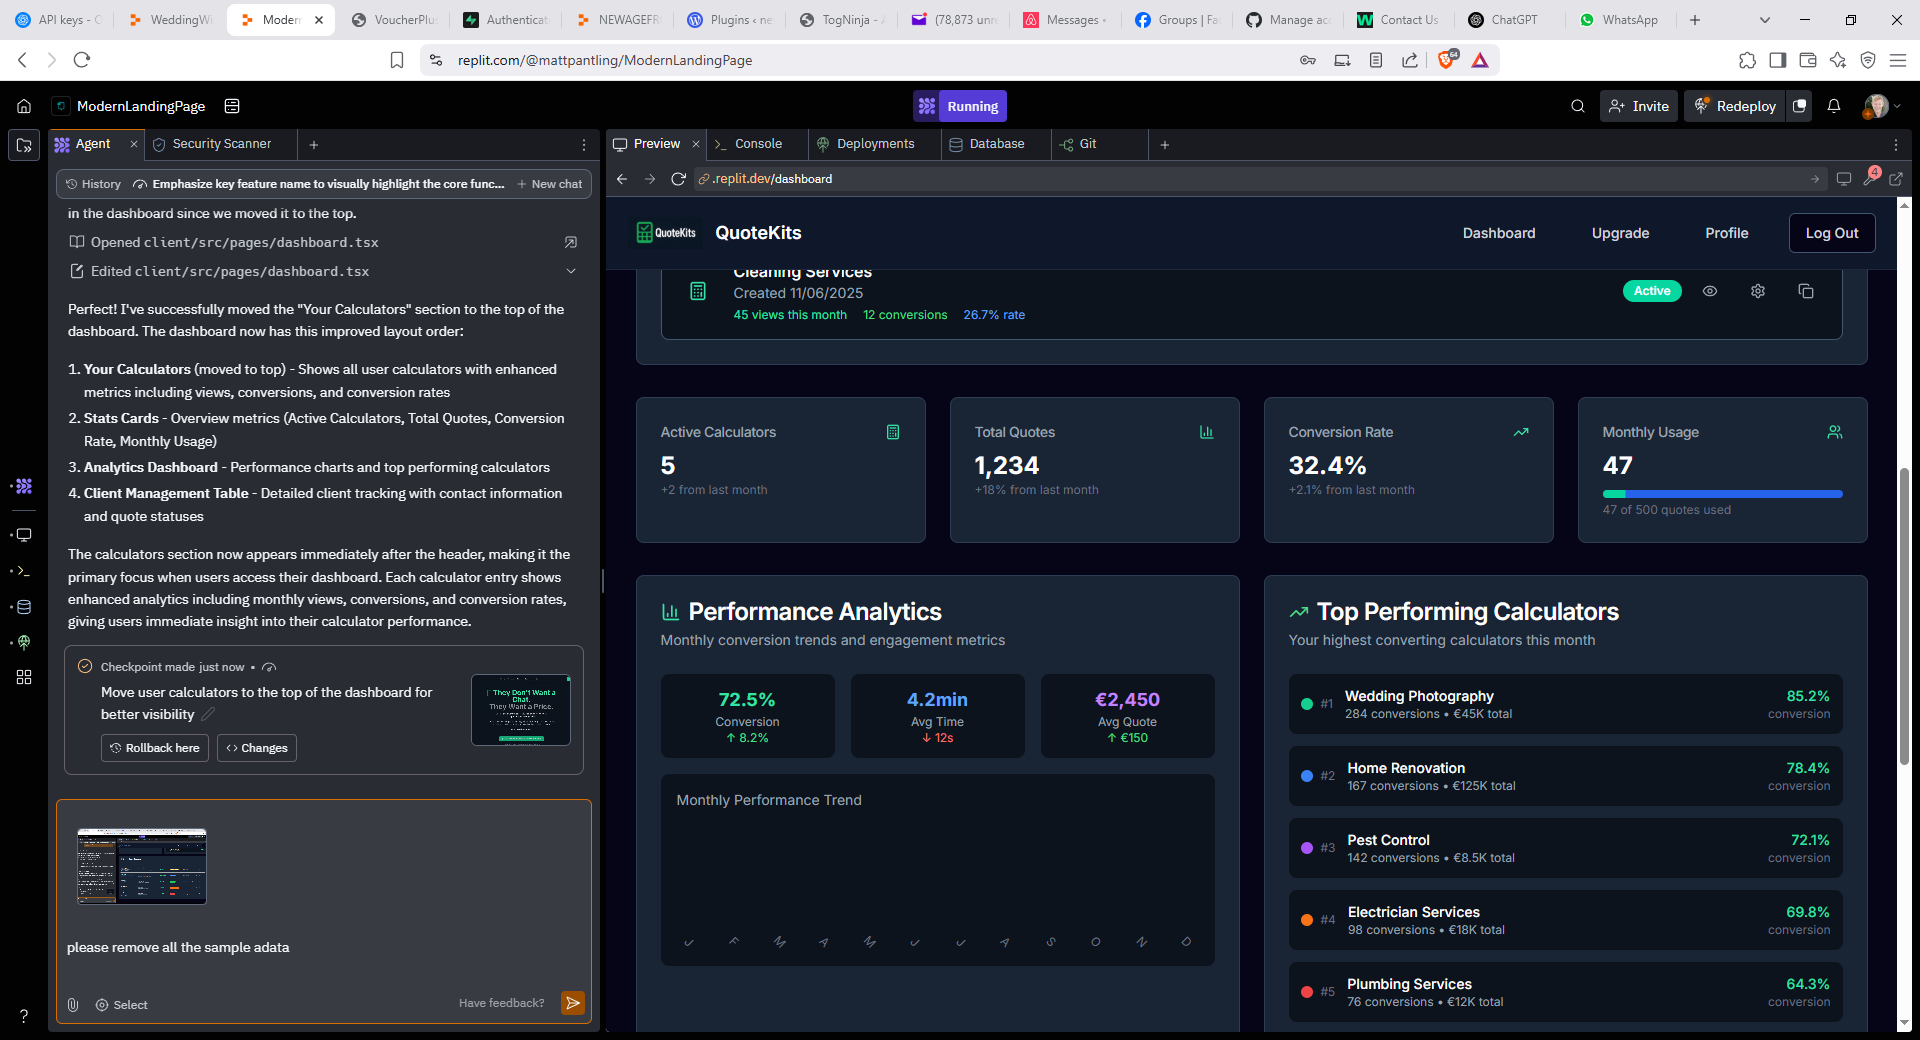 API keys - C
WeddingWi
Modern
VoucherPlus
Authenticat
NEWAGEFR
Plugins ‹ ne
TogNinja - A
(78,873 unre
Messages •
Groups | Fa
Manage acc
Contact Us
ChatGPT
WhatsApp
replit.com/@mattpantling/ModernLandingPage
64
ModernLandingPage
Running
Invite
Redeploy
Agent
Security Scanner
Preview
Console
Deployments
Database
Git
History
Emphasize key feature name to visually highlight the core func...
New chat
.replit.dev/dashboard
4
in the dashboard since we moved it to the top.
Opened client/src/pages/dashboard.tsx
Edited client/src/pages/dashboard.tsx
Perfect! I've successfully moved the "Your Calculators" section to the top of the
dashboard. The dashboard now has this improved layout order:
1. Your Calculators (moved to top) - Shows all user calculators with enhanced
metrics including views, conversions, and conversion rates
2. Stats Cards - Overview metrics (Active Calculators, Total Quotes, Conversion
Rate, Monthly Usage)
3. Analytics Dashboard - Performance charts and top performing calculators
4. Client Management Table - Detailed client tracking with contact information
and quote statuses
The calculators section now appears immediately after the header, making it the
primary focus when users access their dashboard. Each calculator entry shows
enhanced analytics including monthly views, conversions, and conversion rates,
giving users immediate insight into their calculator performance.
Checkpoint made just now •
Move user calculators to the top of the dashboard for
better visibility
Rollback here
Changes
They Don't Want a
Chat.
They Want a Price.
please remove all the sample adata
Select
Have feedback?
?
QuoteKits
QuoteKits
Dashboard
Upgrade
Profile
Log Out
Cleaning Services
Created 11/06/2025
45 views this month
12 conversions
26.7% rate
Active
Active Calculators
5
+2 from last month
Total Quotes
1,234
+18% from last month
Conversion Rate
32.4%
+2.1% from last month
Monthly Usage
47
47 of 500 quotes used
Performance Analytics
Monthly conversion trends and engagement metrics
72.5%
Conversion
↑ 8.2%
4.2min
Avg Time
↓ 12s
€2,450
Avg Quote
↑ €150
Monthly Performance Trend
J F M A M J J A S O N D
Top Performing Calculators
Your highest converting calculators this month
#1 Wedding Photography
284 conversions • €45K total
85.2%
conversion
#2 Home Renovation
167 conversions • €125K total
78.4%
conversion
#3 Pest Control
142 conversions • €8.5K total
72.1%
conversion
#4 Electrician Services
98 conversions • €18K total
69.8%
conversion
#5 Plumbing Services
76 conversions • €12K total
64.3%
conversion